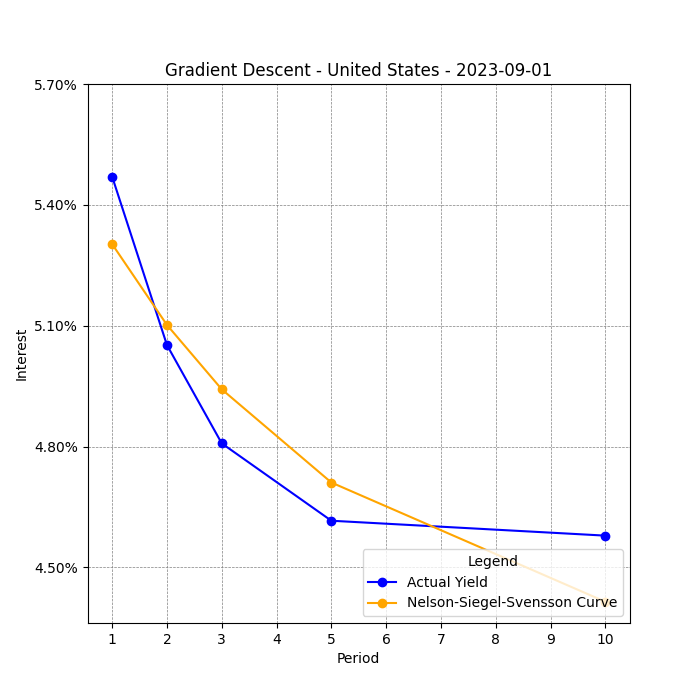 Gradient Descent - United States - 2023-09-01
5.70%
5.40%
5.10%
4.80%
4.50%
Interest
1 2 3 4 5 6 7 8 9 10
Period
Legend
Actual Yield
Nelson-Siegel-Svensson Curve